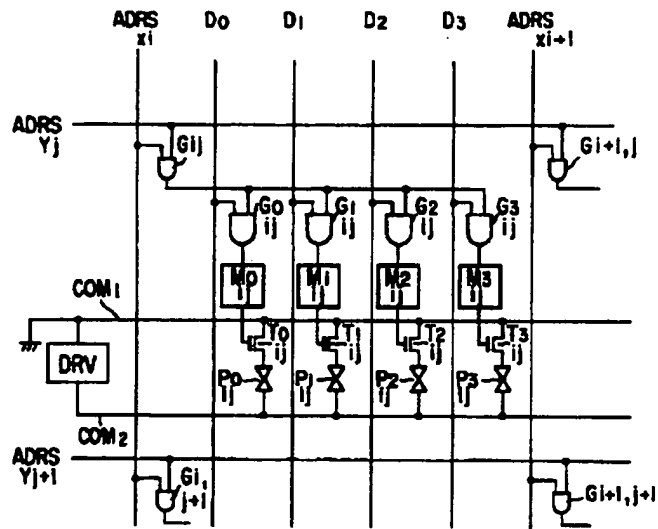 ADRS xi D0 D1 D2 D3 ADRS xi+1
ADRS Yj
Gij
Gi+1,j
G0 ij G1 ij G2 ij G3 ij
M0 ij M1 ij M2 ij M3 ij
COM1
T0 ij T1 ij T2 ij T3 ij
DRV
P0 ij P1 ij P2 ij P3 ij
COM2
ADRS Yj+1
Gi, j+1
Gi+1,j+1